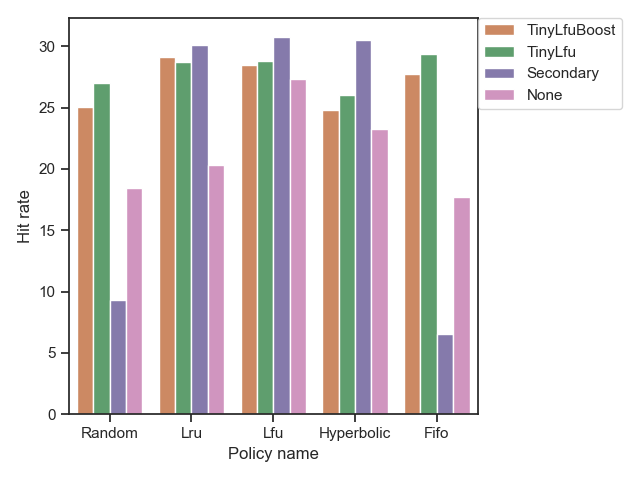 TinyLfuBoost
TinyLfu
Secondary
None
Hit rate
30
25
20
15
10
5
0
Random Lru Lfu Hyperbolic Fifo
Policy name